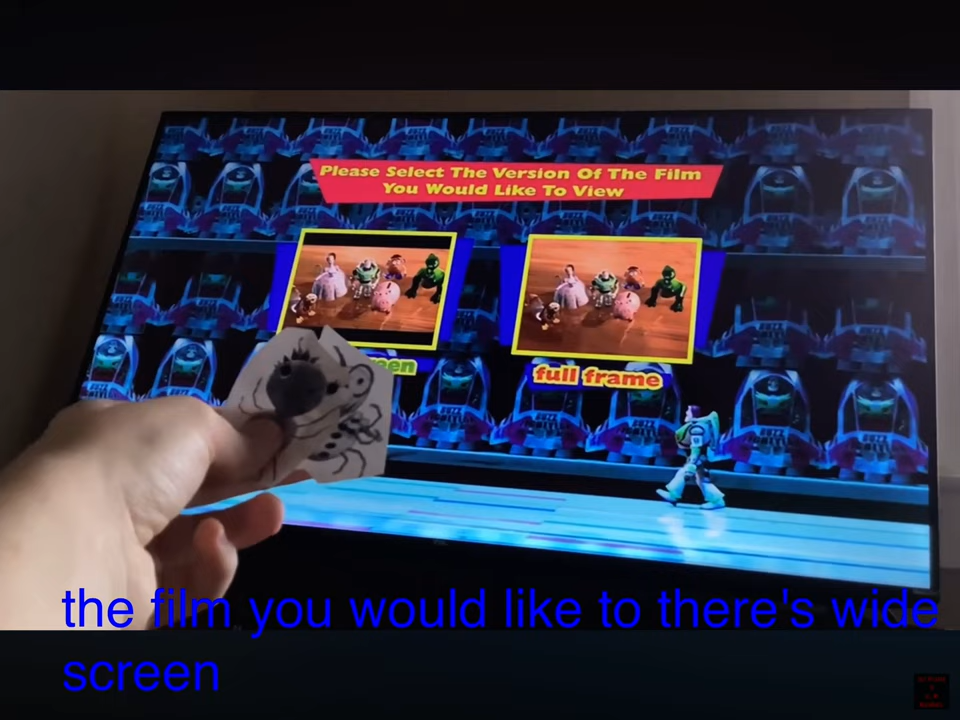 Please Select The Version Of The Film
You Would Like To View
een
full frame
the film you would like to there's wide
screen